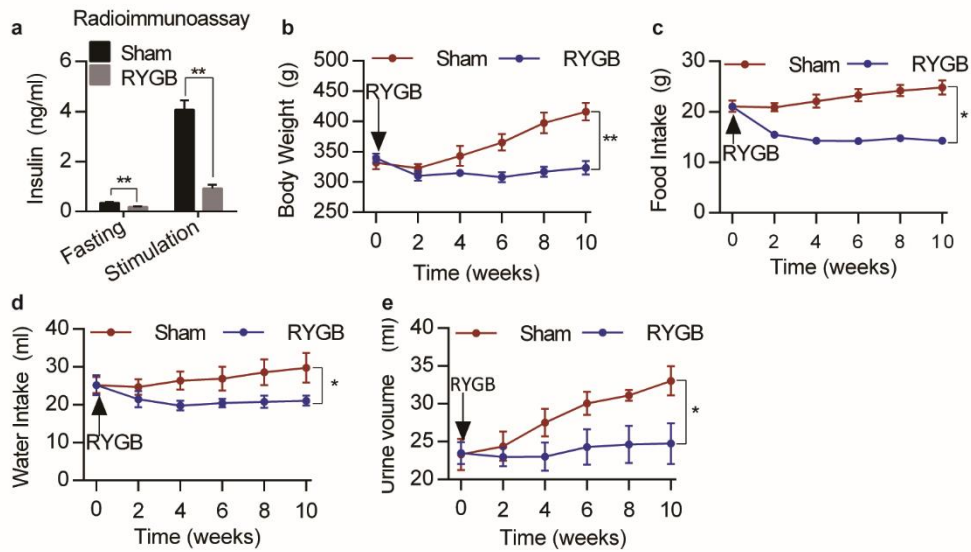 a
Radioimmunoassay
Sham
RYGB
Insulin (ng/ml)
6
4
2
0
**
**
Fasting
Stimulation
b
Sham
RYGB
Body Weight (g)
500
450
400
350
300
250
RYGB
**
0 2 4 6 8 10
Time (weeks)
c
Sham
RYGB
Food Intake (g)
30
20
10
0
RYGB
*
0 2 4 6 8 10
Time (weeks)
d
Sham
RYGB
Water Intake (ml)
40
30
20
10
0
RYGB
*
0 2 4 6 8 10
Time (weeks)
e
Sham
RYGB
Urine volume (ml)
40
35
30
25
20
RYGB
*
0 2 4 6 8 10
Time (weeks)